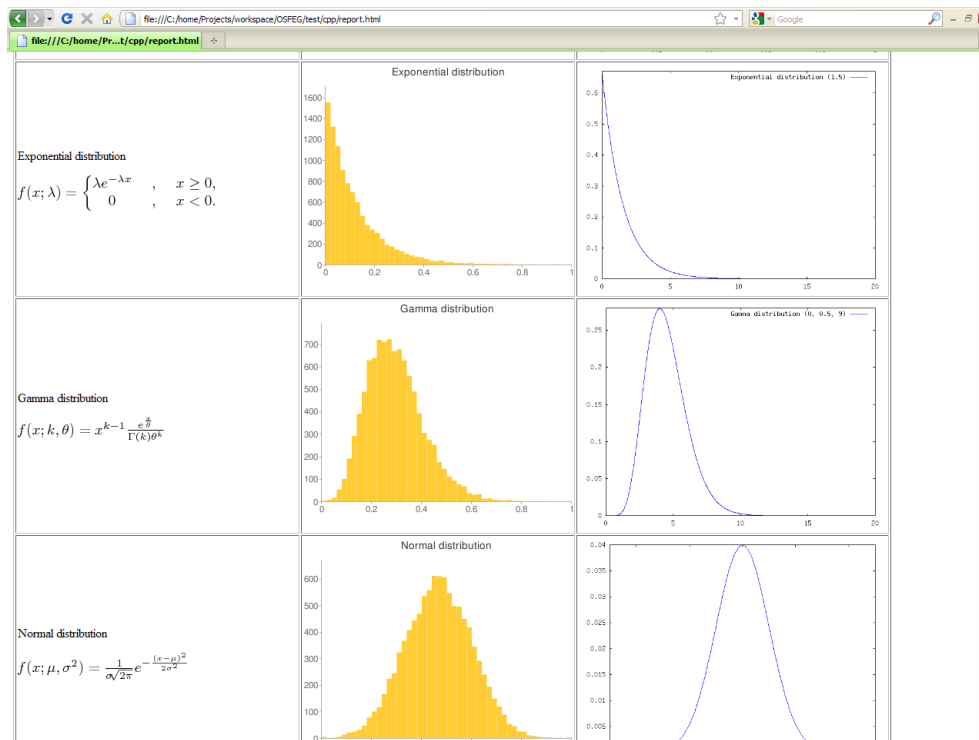 file:///C:/home/Projects/workspace/OSFEG/test/cpp/report.html
Google
file:///C:/home/Pr...t/cpp/report.html
Exponential distribution
f(x; λ) = { λe^{−λx} , x ≥ 0,
0 , x < 0.
Exponential distribution
1600
1400
1200
1000
800
600
400
200
0
0 0.2 0.4 0.6 0.8 1
Exponential distribution (1.5)
0.6
0.5
0.4
0.3
0.2
0.1
0
0 5 10 15 20
Gamma distribution
f(x; k, θ) = x^{k−1} e^{x/θ} / Γ(k)θ^k
Gamma distribution
700
600
500
400
300
200
100
0
0 0.2 0.4 0.6 0.8 1
Gamma distribution (0, 0.5, 9)
0.25
0.2
0.15
0.1
0.05
0
0 5 10 15 20
Normal distribution
f(x; μ, σ²) = 1/σ√2π e^{−(x−μ)²/2σ²}
Normal distribution
600
500
400
300
200
100
0
0.04
0.035
0.03
0.025
0.02
0.015
0.01
0.005